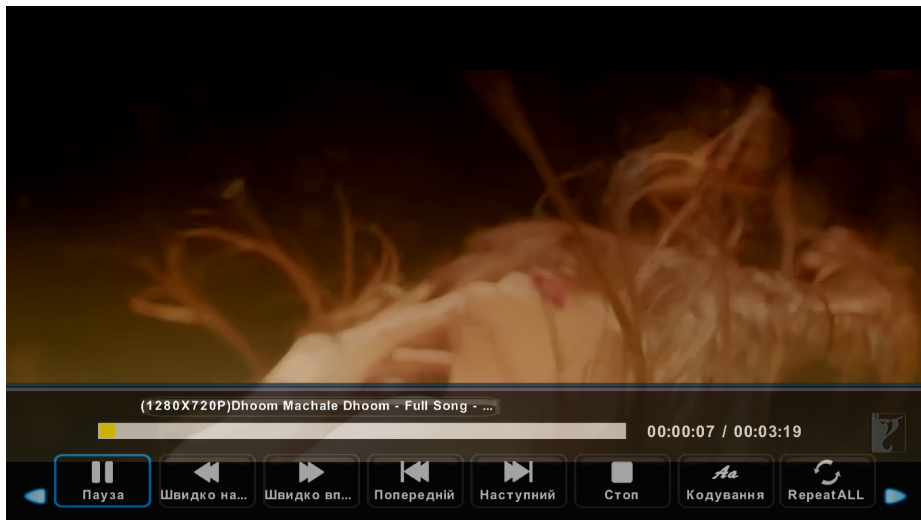 (1280X720P)Dhoom Machale Dhoom - Full Song - ...
00:00:07 / 00:03:19
Пауза
Швидко на...
Швидко вп...
Попередній
Наступний
Стоп
Aa
Кодування
RepeatALL